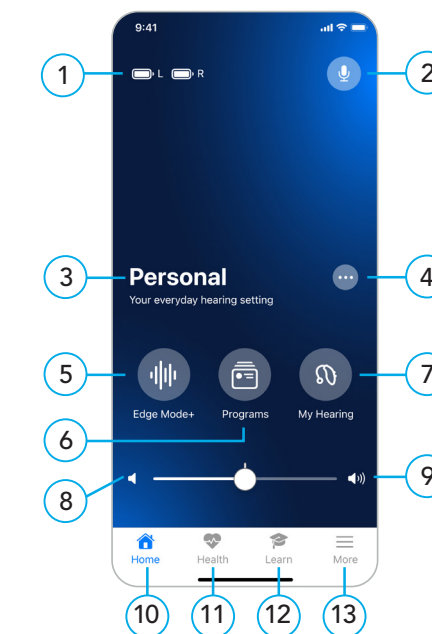 9:41
1
L R
2
3
Personal
4
Your everyday hearing setting
5
7
Edge Mode+ Programs My Hearing
6
8
9
Home Health Learn More
10 11 12 13